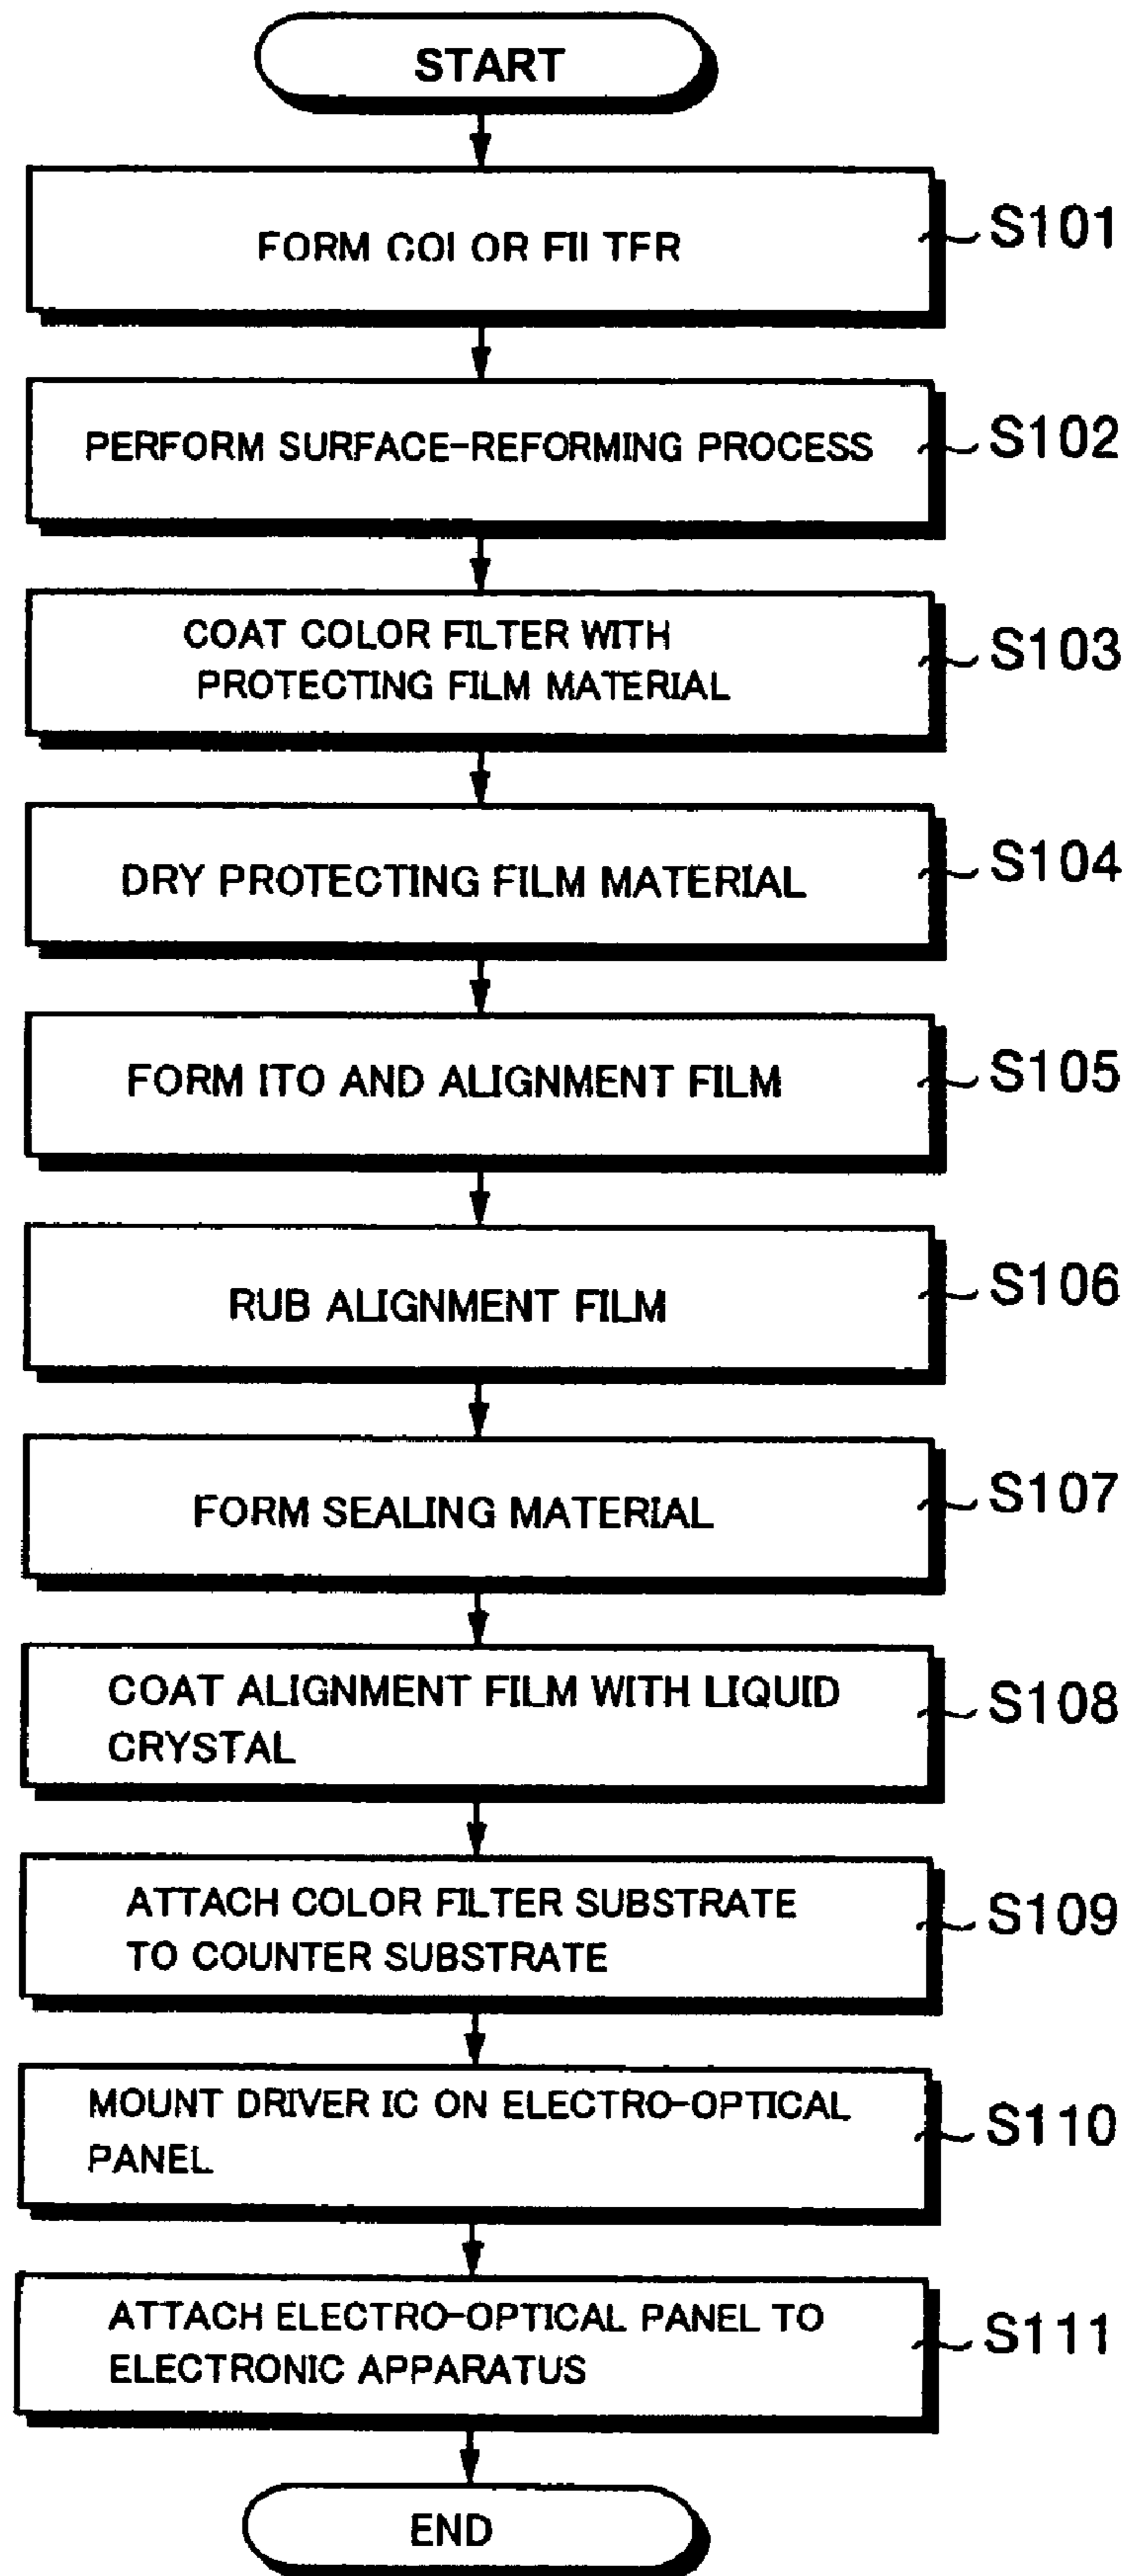 START
FORM COLOR FILTER
S101
PERFORM SURFACE-REFORMING PROCESS
S102
COAT COLOR FILTER WITH
PROTECTING FILM MATERIAL
S103
DRY PROTECTING FILM MATERIAL
S104
FORM ITO AND ALIGNMENT FILM
S105
RUB ALIGNMENT FILM
S106
FORM SEALING MATERIAL
S107
COAT ALIGNMENT FILM WITH LIQUID
CRYSTAL
S108
ATTACH COLOR FILTER SUBSTRATE
TO COUNTER SUBSTRATE
S109
MOUNT DRIVER IC ON ELECTRO-OPTICAL
PANEL
S110
ATTACH ELECTRO-OPTICAL PANEL TO
ELECTRONIC APPARATUS
S111
END